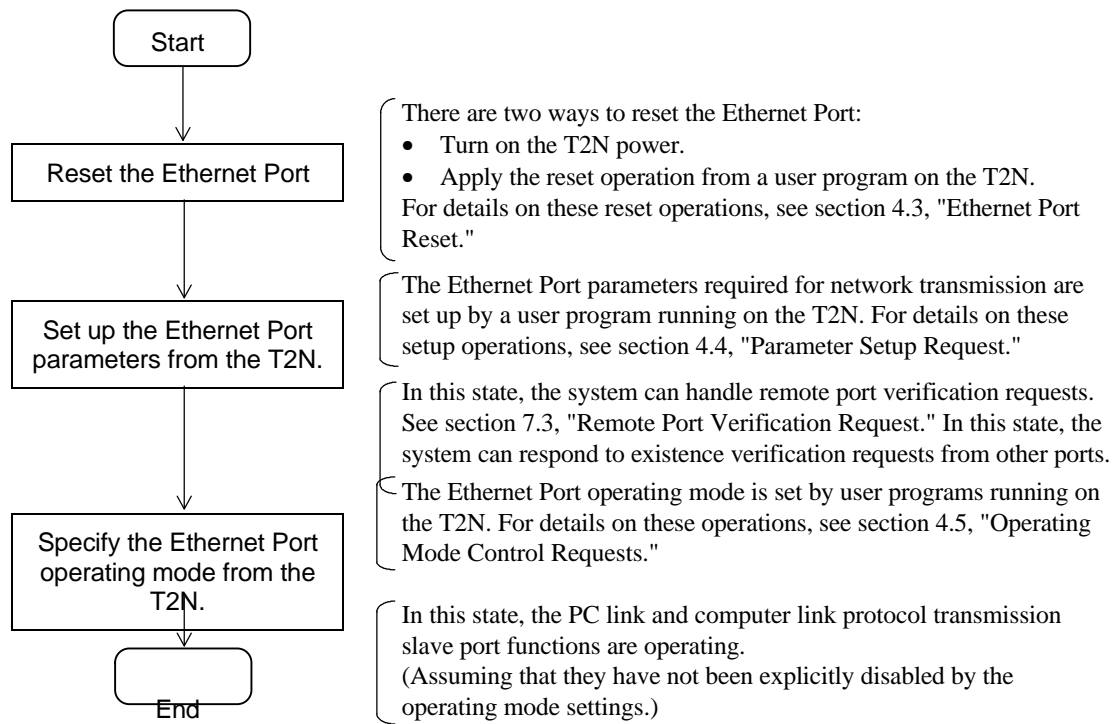 Start
There are two ways to reset the Ethernet Port:
• Turn on the T2N power.
Reset the Ethernet Port
• Apply the reset operation from a user program on the T2N.
For details on these reset operations, see section 4.3, "Ethernet Port
Reset."
The Ethernet Port parameters required for network transmission are
set up by a user program running on the T2N. For details on these
setup operations, see section 4.4, "Parameter Setup Request."
Set up the Ethernet Port
parameters from the T2N.
In this state, the system can handle remote port verification requests.
See section 7.3, "Remote Port Verification Request." In this state, the
system can respond to existence verification requests from other ports.
The Ethernet Port operating mode is set by user programs running on
the T2N. For details on these operations, see section 4.5, "Operating
Mode Control Requests."
Specify the Ethernet Port
operating mode from the
T2N.
In this state, the PC link and computer link protocol transmission
slave port functions are operating.
(Assuming that they have not been explicitly disabled by the
operating mode settings.)
End